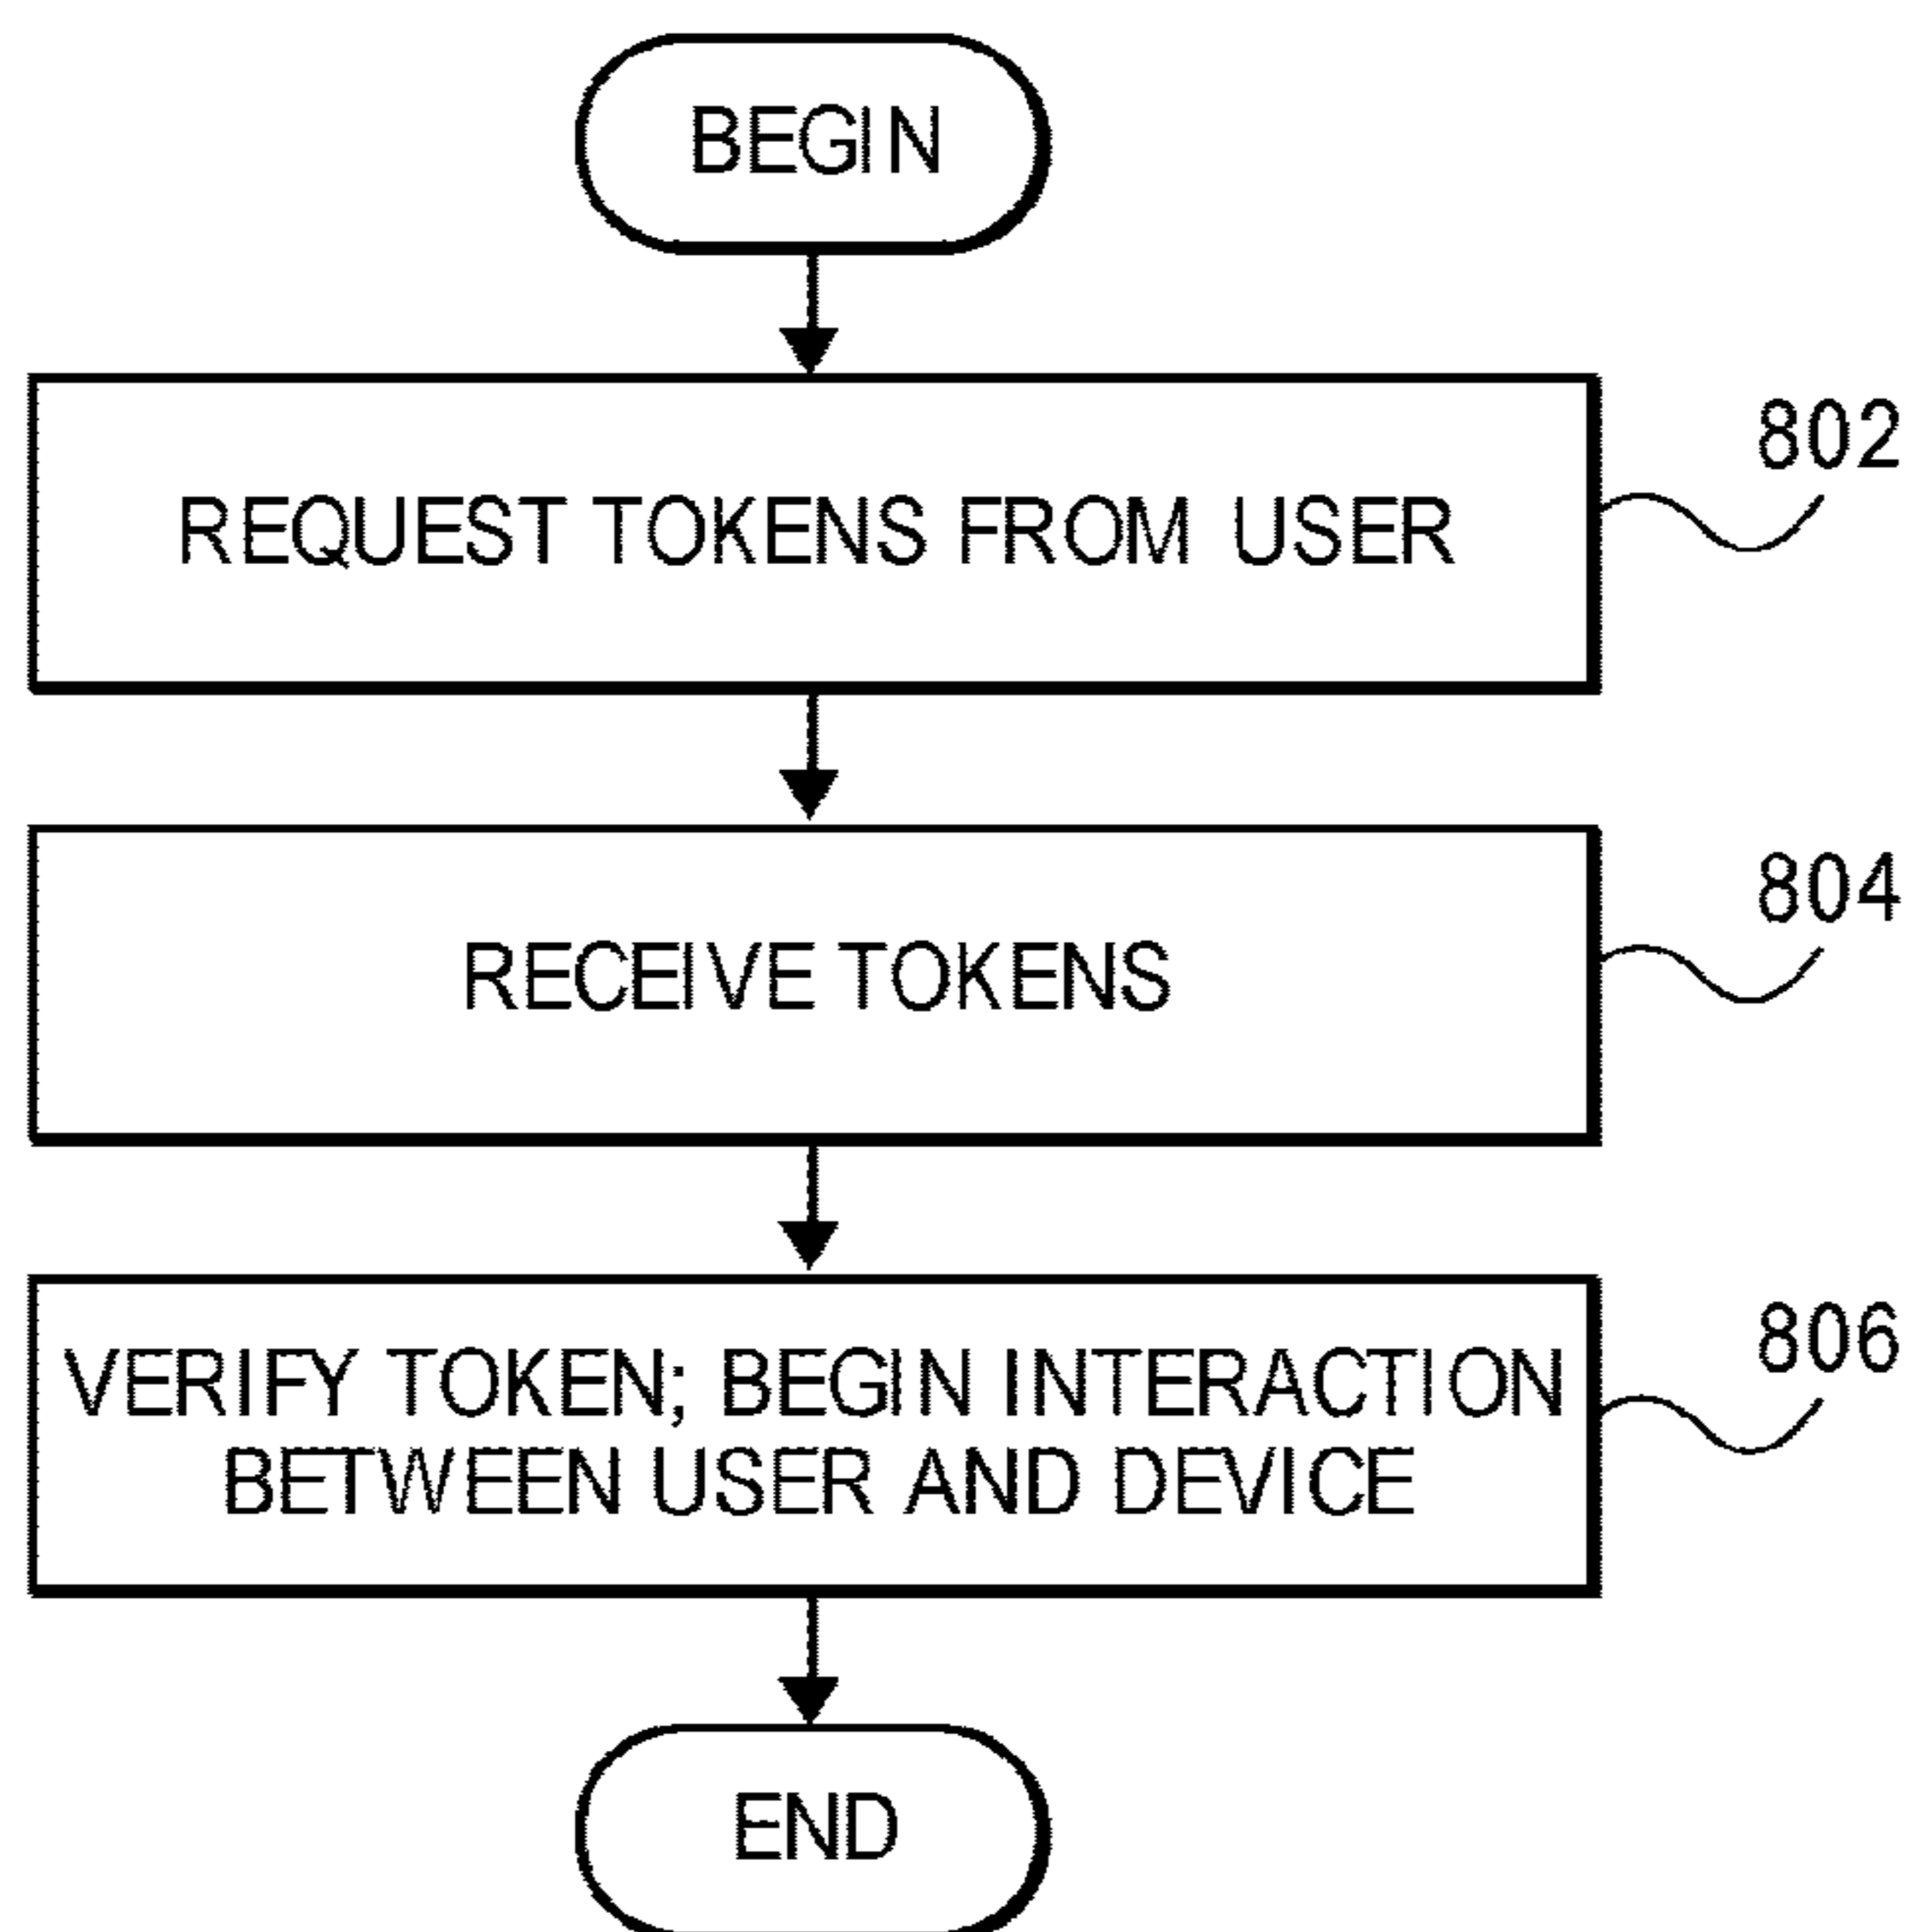 BEGIN
802
REQUEST TOKENS FROM USER
804
RECEIVE TOKENS
806
VERIFY TOKEN; BEGIN INTERACTION
BETWEEN USER AND DEVICE
END